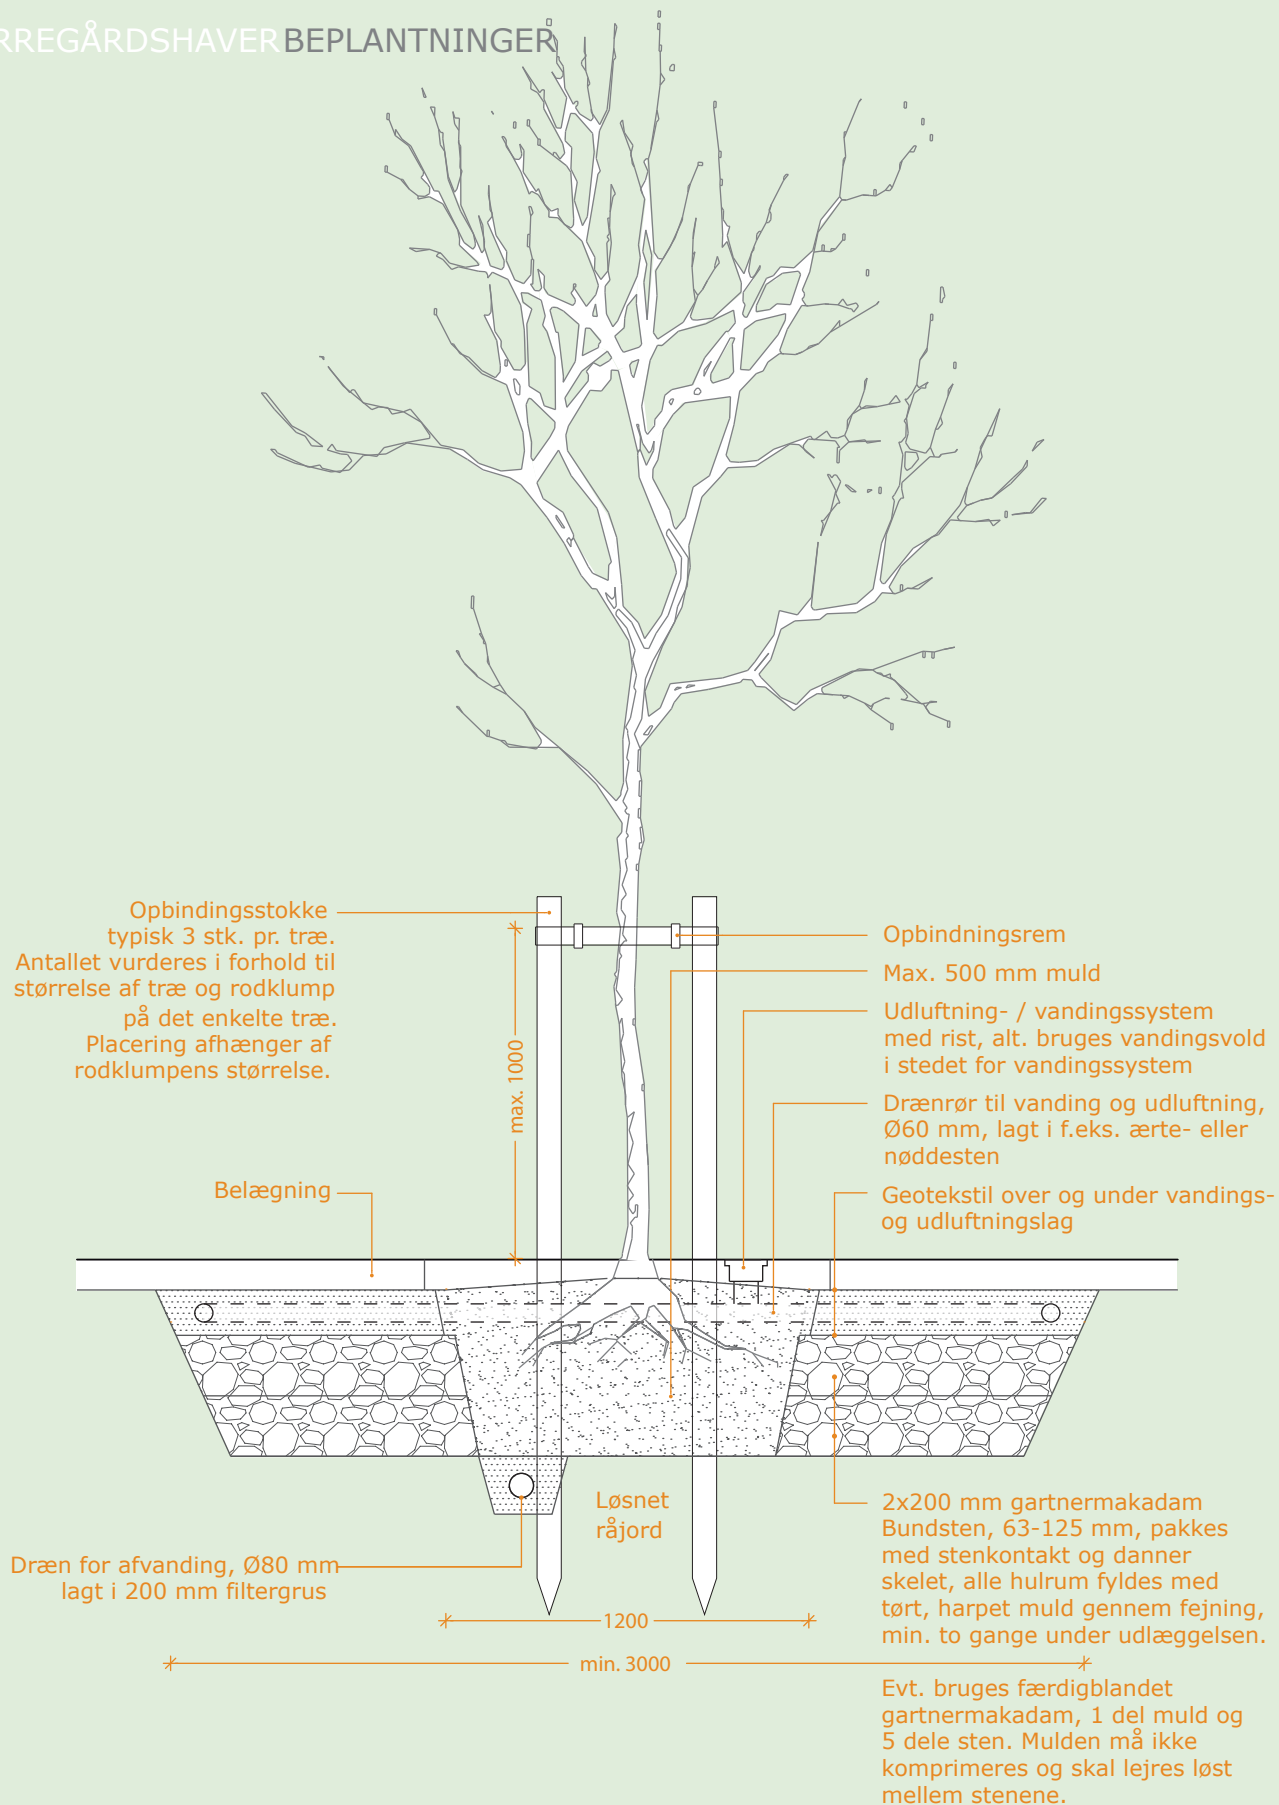 RREGÅRDSHAVER BEPLANTNINGER
Opbindingsstokke
typisk 3 stk. pr. træ.
Antallet vurderes i forhold til
størrelse af træ og rodklump
på det enkelte træ.
Placering afhænger af
rodklumpens størrelse.
max. 1000
Belægning
Opbindningsrem
Max. 500 mm muld
Udluftning- / vandingssystem
med rist, alt. bruges vandingsvold
i stedet for vandingssystem
Drænrør til vanding og udluftning,
Ø60 mm, lagt i f.eks. ærte- eller
nøddesten
Geotekstil over og under vandings-
og udluftningslag
Løsnet
råjord
Dræn for afvanding, Ø80 mm
lagt i 200 mm filtergrus
1200
min. 3000
2x200 mm gartnermakadam
Bundsten, 63-125 mm, pakkes
med stenkontakt og danner
skelet, alle hulrum fyldes med
tørt, harpet muld gennem fejning,
min. to gange under udlæggelsen.
Evt. bruges færdigblandet
gartnermakadam, 1 del muld og
5 dele sten. Mulden må ikke
komprimeres og skal lejres løst
mellem stenene.